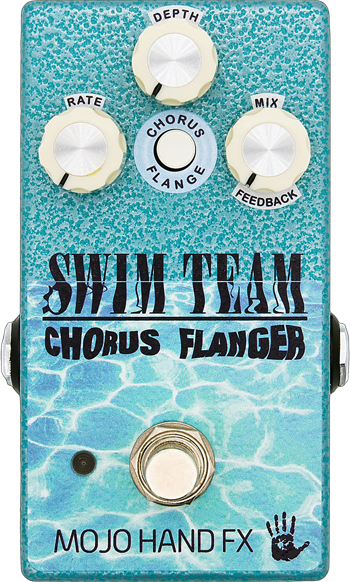 DEPTH
RATE
MIX
CHORUS
FLANGE
FEEDBACK
SWIM TEAM
CHORUS FLANGER
MOJO HAND FX